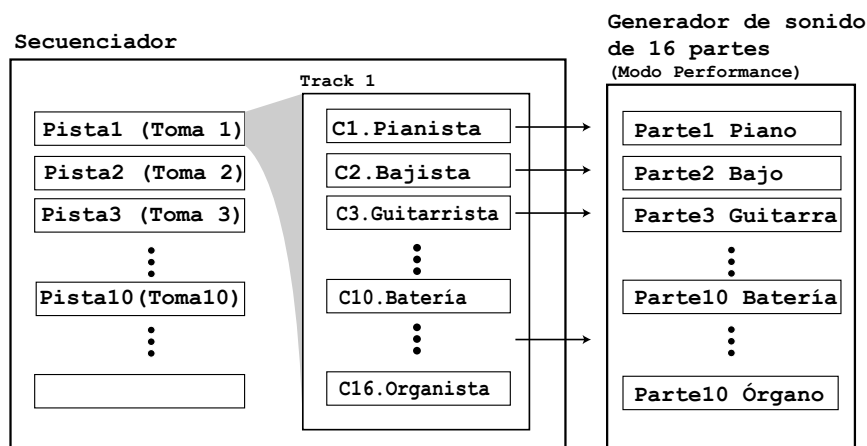 Secuenciador
Generador de sonido
de 16 partes
(Modo Performance)
Track 1
Pista1 (Toma 1)
Pista2 (Toma 2)
Pista3 (Toma 3)
Pista10(Toma10)
C1.Pianista
C2.Bajista
C3.Guitarrista
C10.Batería
C16.Organista
Parte1 Piano
Parte2 Bajo
Parte3 Guitarra
Parte10 Batería
Parte10 Órgano